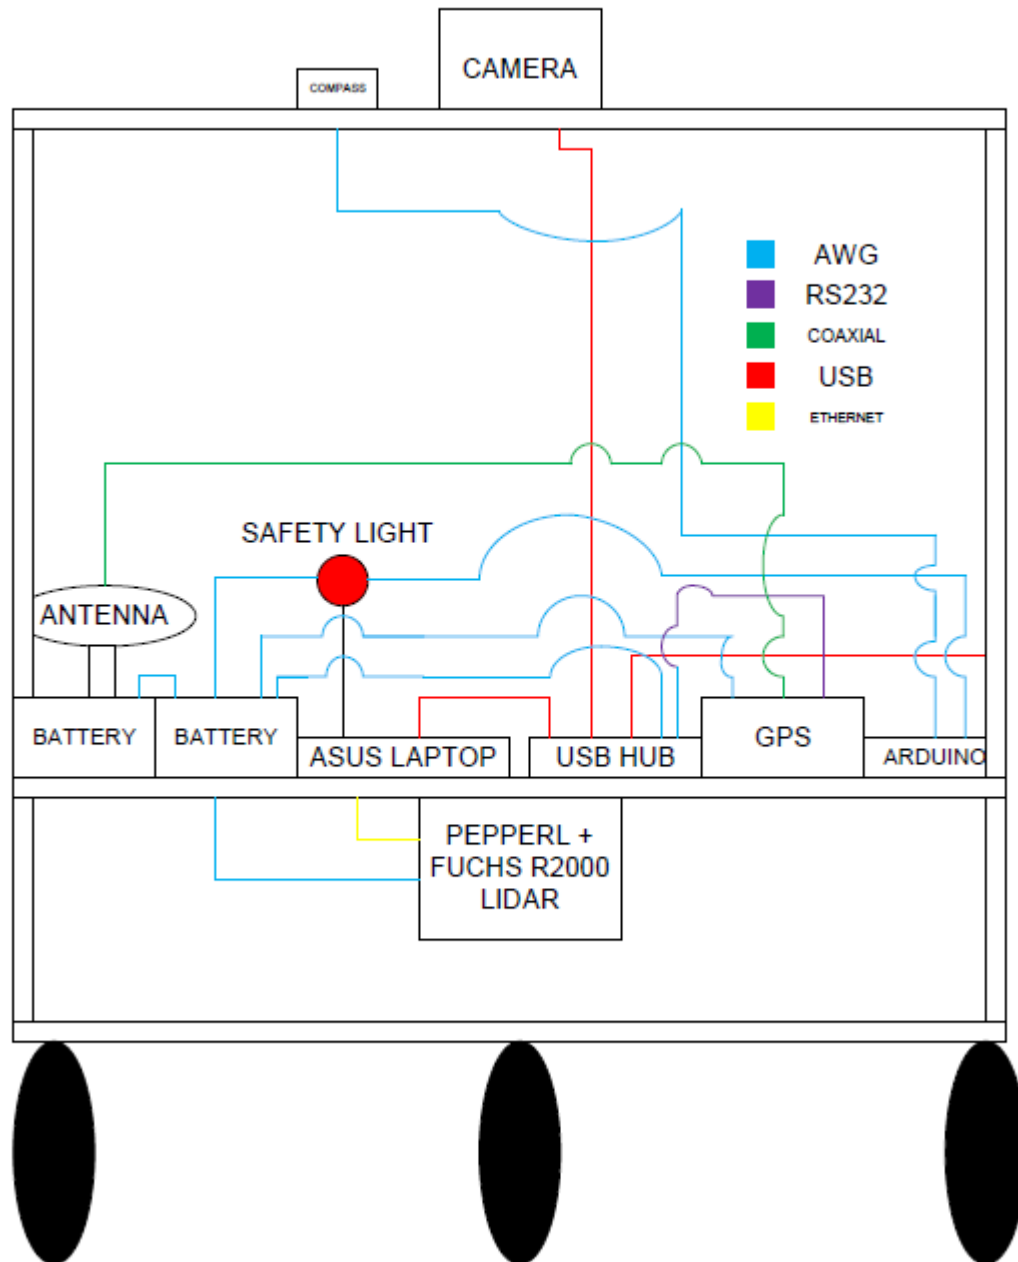 CAMERA
COMPASS
AWG
RS232
COAXIAL
USB
ETHERNET
SAFETY LIGHT
ANTENNA
BATTERY
BATTERY
ASUS LAPTOP
USB HUB
GPS
ARDUINO
PEPPERL +
FUCHS R2000
LIDAR